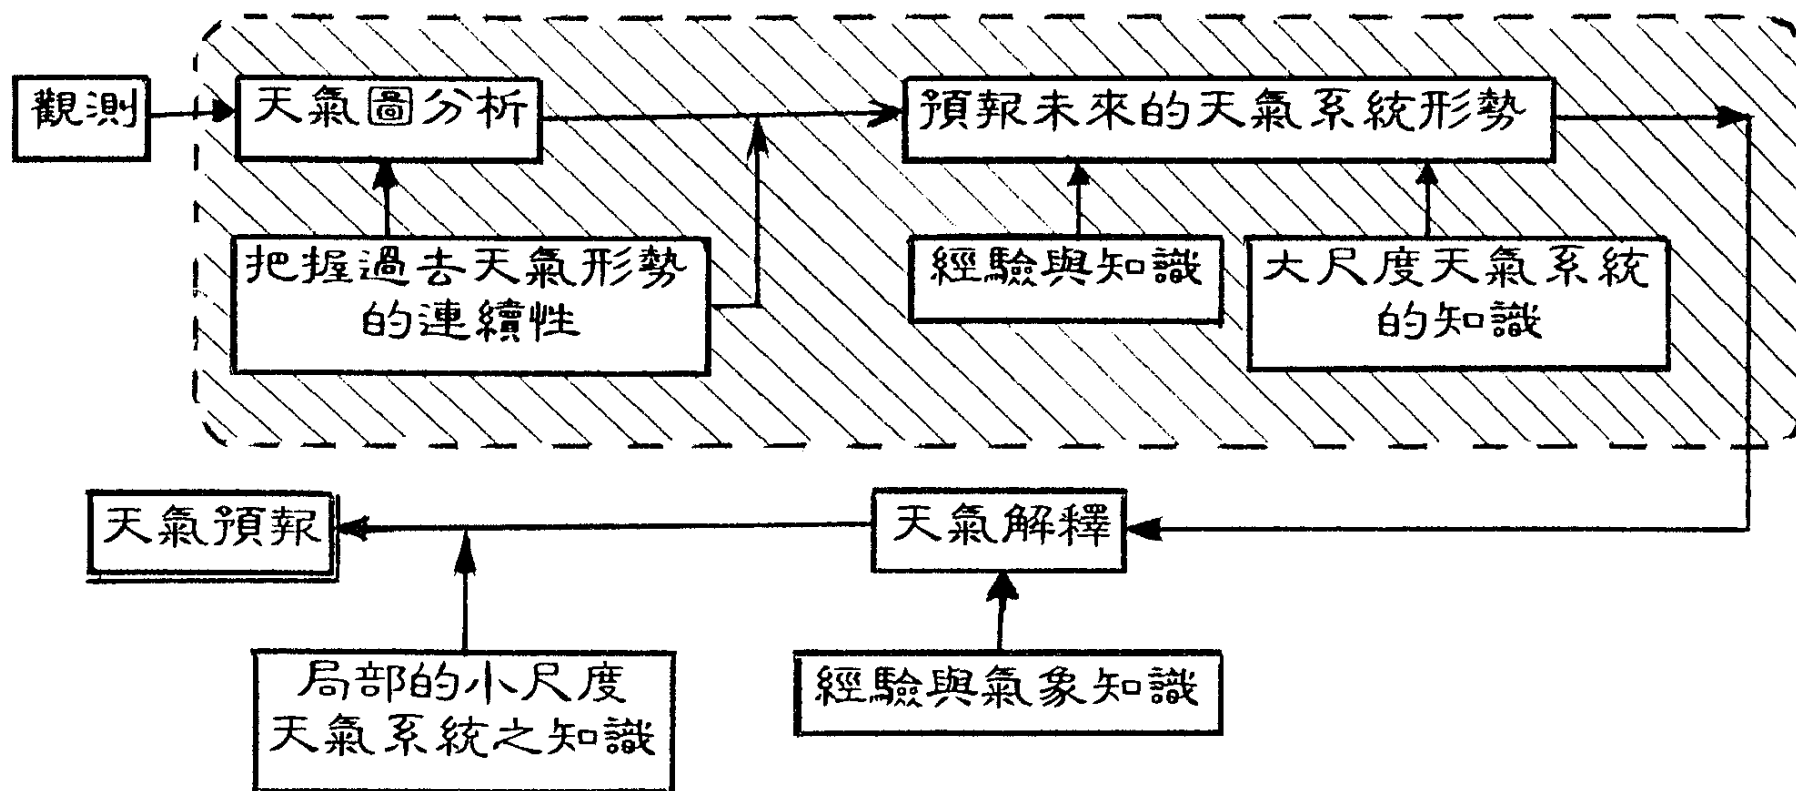 觀測
天氣圖分析
預報未來的天氣系統形勢
把握過去天氣形勢
的連續性
經驗與知識
大尺度天氣系統
的知識
天氣預報
天氣解釋
局部的小尺度
天氣系統之知識
經驗與氣象知識